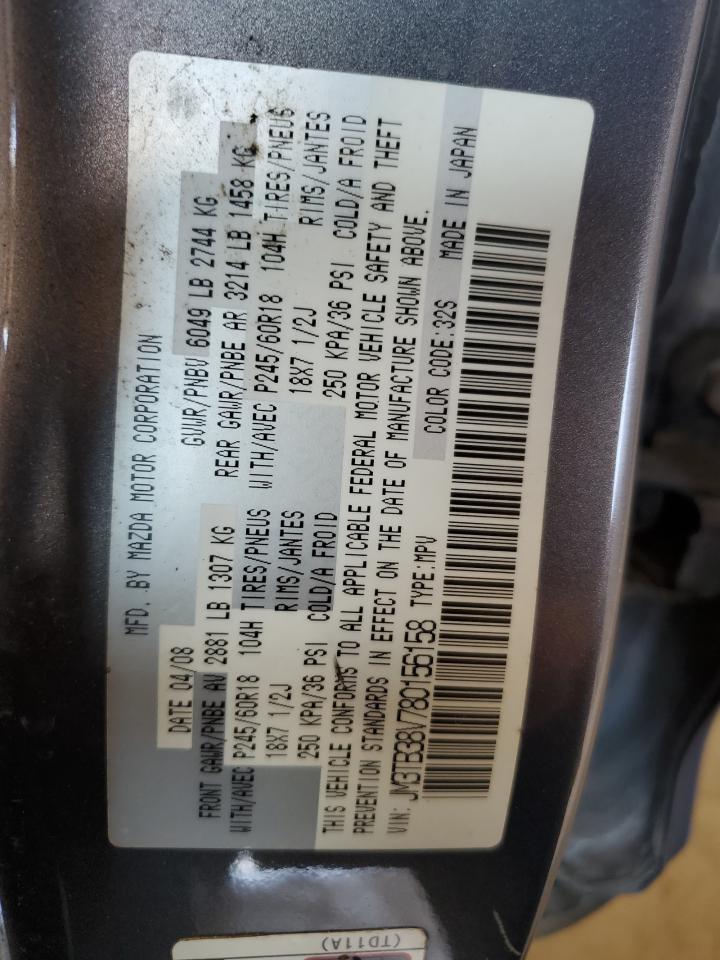 MFD. BY MAZDA MOTOR CORPORATION
DATE 04/08 GVWR/PNBV 6049 LB 2744 KG
FRONT GAWR/PNBE AV 2881 LB 1307 KG REAR GAWR/PNBE AR 3214 LB 1458 KG
WITH/AVEC P245/60R18 104H TIRES/PNEUS WITH/AVEC P245/60R18 104H TIRES/PNEUS
18X7 1/2J RIMS/JANTES 18X7 1/2J RIMS/JANTES
250 KPA/36 PSI COLD/A FROID 250 KPA/36 PSI COLD/A FROID
THIS VEHICLE CONFORMS TO ALL APPLICABLE FEDERAL MOTOR VEHICLE SAFETY AND THEFT
PREVENTION STANDARDS IN EFFECT ON THE DATE OF MANUFACTURE SHOWN ABOVE.
VIN: JM3TB38V780156158 TYPE:MPV COLOR CODE:32S MADE IN JAPAN
(TD11A)